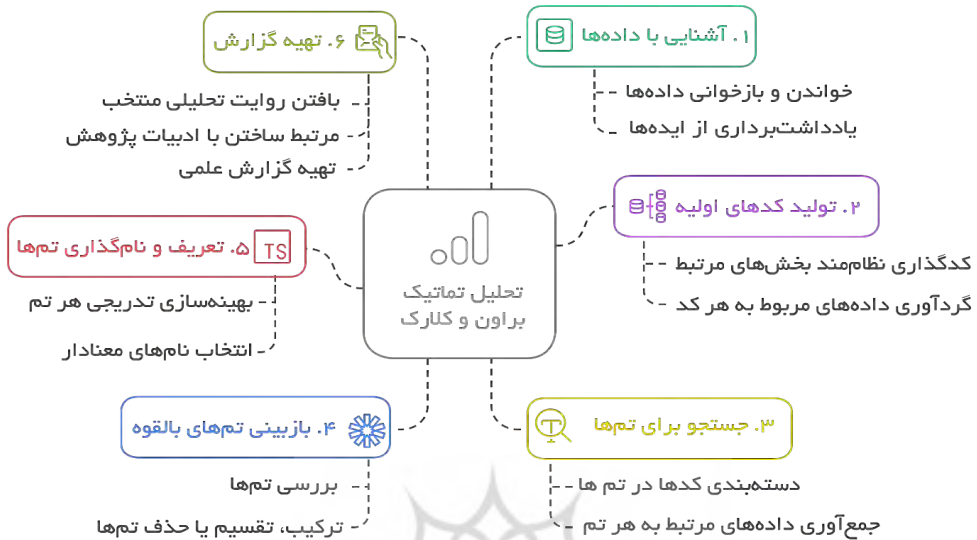 تحلیل تماتیک
براون و کلارک
۱. آشنایی با داده‌ها
خواندن و بازخوانی داده‌ها
یادداشت‌برداری از ایده‌ها
۲. تولید کدهای اولیه
کدگذاری نظام‌مند بخش‌های مرتبط
گردآوری داده‌های مربوط به هر کد
۳. جستجو برای تم‌ها
دسته‌بندی کدها در تم ها
جمع‌آوری داده‌های مرتبط به هر تم
۴. بازبینی تم‌های بالقوه
بررسی تم‌ها
ترکیب، تقسیم یا حذف تم‌ها
۵. تعریف و نام‌گذاری تم‌ها
TS
بهینه‌سازی تدریجی هر تم
انتخاب نام‌های معنادار
۶. تهیه گزارش
بافتن روایت تحلیلی منتخب
مرتبط ساختن با ادبیات پژوهش
تهیه گزارش علمی